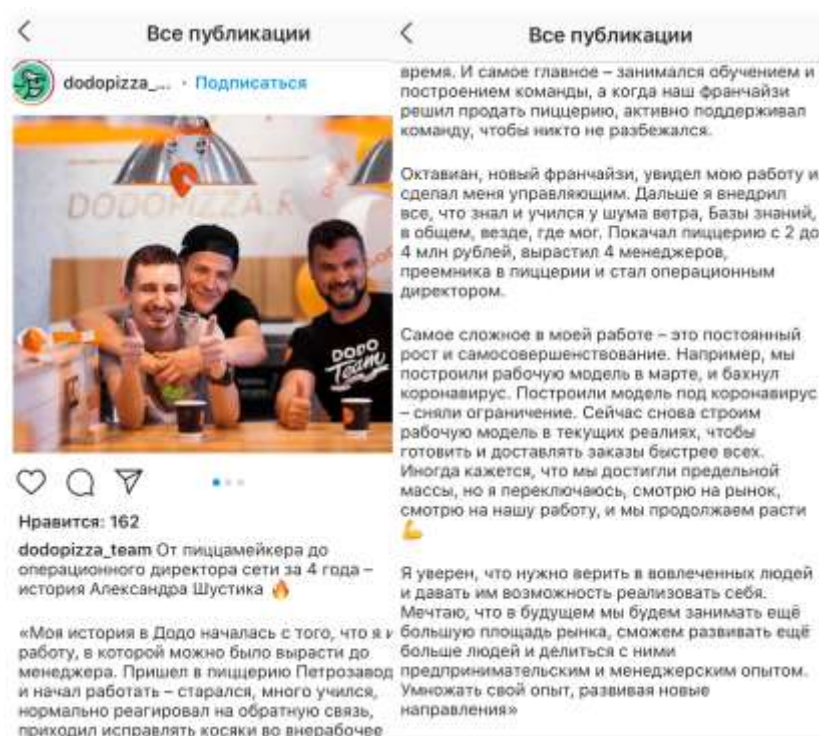 Все публикации
dodopizza_... · Подписаться
DODOPIZZA.R
DODO
Team
Нравится: 162
dodopizza_team От пиццамейкера до
операционного директора сети за 4 года –
история Александра Шустика 🔥
«Моя история в Додо началась с того, что я и
работу, в которой можно было вырасти до
менеджера. Пришел в пиццерию Петрозавод
и начал работать – старался, много учился,
нормально реагировал на обратную связь,
приходил исправлять косяки во внерабочее
Все публикации
время. И самое главное – занимался обучением и
построением команды, а когда наш франчайзи
решил продать пиццерию, активно поддерживал
команду, чтобы никто не разбежался.
Октавиан, новый франчайзи, увидел мою работу и
сделал меня управляющим. Дальше я внедрил
все, что знал и учился у шума ветра, Базы знаний,
в общем, везде, где мог. Покачал пиццерию с 2 до
4 млн рублей, вырастил 4 менеджеров,
преемника в пиццерии и стал операционным
директором.
Самое сложное в моей работе – это постоянный
рост и самосовершенствование. Например, мы
построили рабочую модель в марте, и бахнул
коронавирус. Построили модель под коронавирус
– сняли ограничение. Сейчас снова строим
рабочую модель в текущих реалиях, чтобы
готовить и доставлять заказы быстрее всех.
Иногда кажется, что мы достигли предельной
массы, но я переключаюсь, смотрю на рынок,
смотрю на нашу работу, и мы продолжаем расти
💪
Я уверен, что нужно верить в вовлеченных людей
и давать им возможность реализовать себя.
Мечтаю, что в будущем мы будем занимать ещё
большую площадь рынка, сможем развивать ещё
больше людей и делиться с ними
предпринимательским и менеджерским опытом.
Умножать свой опыт, развивая новые
направления»